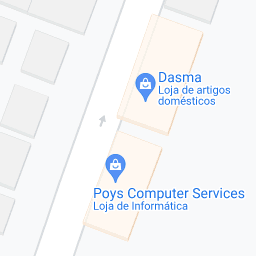 Dasma
Loja de artigos
domésticos
Poys Computer Services
Loja de Informática